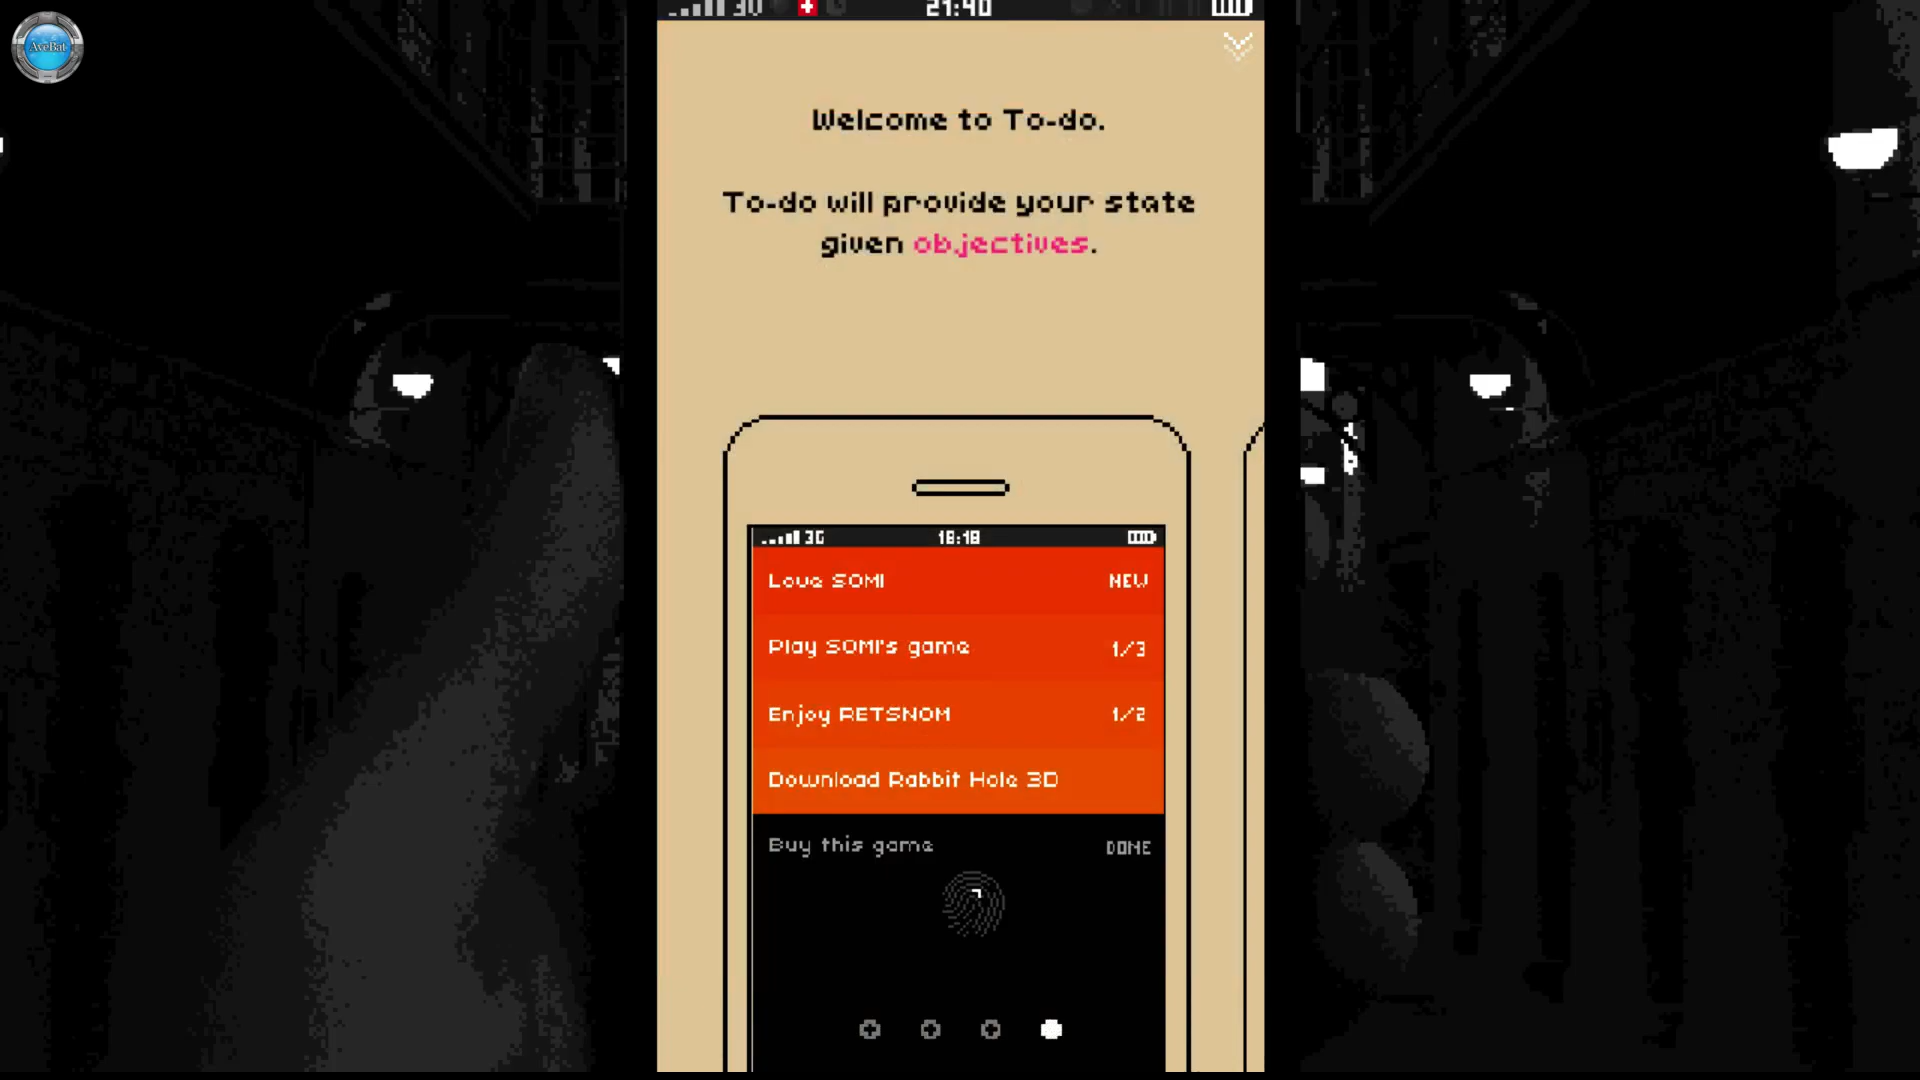 AveBat
3G
21:40
Welcome to To-do.
To-do will provide your state
given objectives.
3G 18:18
Love SOMI NEW
Play SOMI's game 1/3
Enjoy RETSNOM 1/2
Download Rabbit Hole 3D
Buy this game DONE